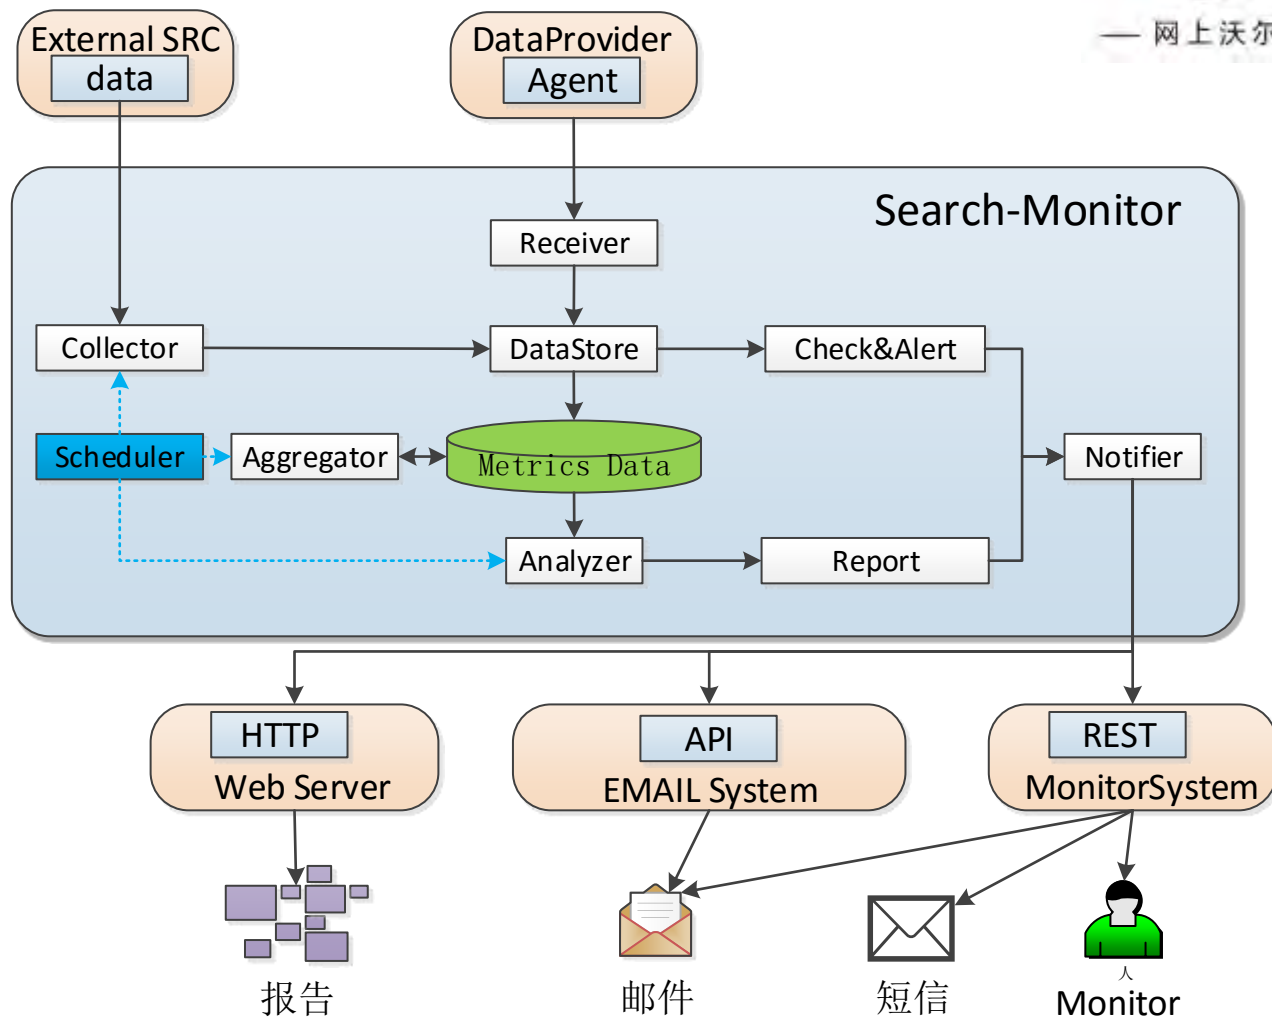 External SRC
data
DataProvider
Agent
— 网上沃尔
Search-Monitor
Receiver
Collector
DataStore
Check&Alert
Scheduler
Aggregator
Metrics Data
Notifier
Analyzer
Report
HTTP
Web Server
API
EMAIL System
REST
MonitorSystem
报告
邮件
短信
人
Monitor